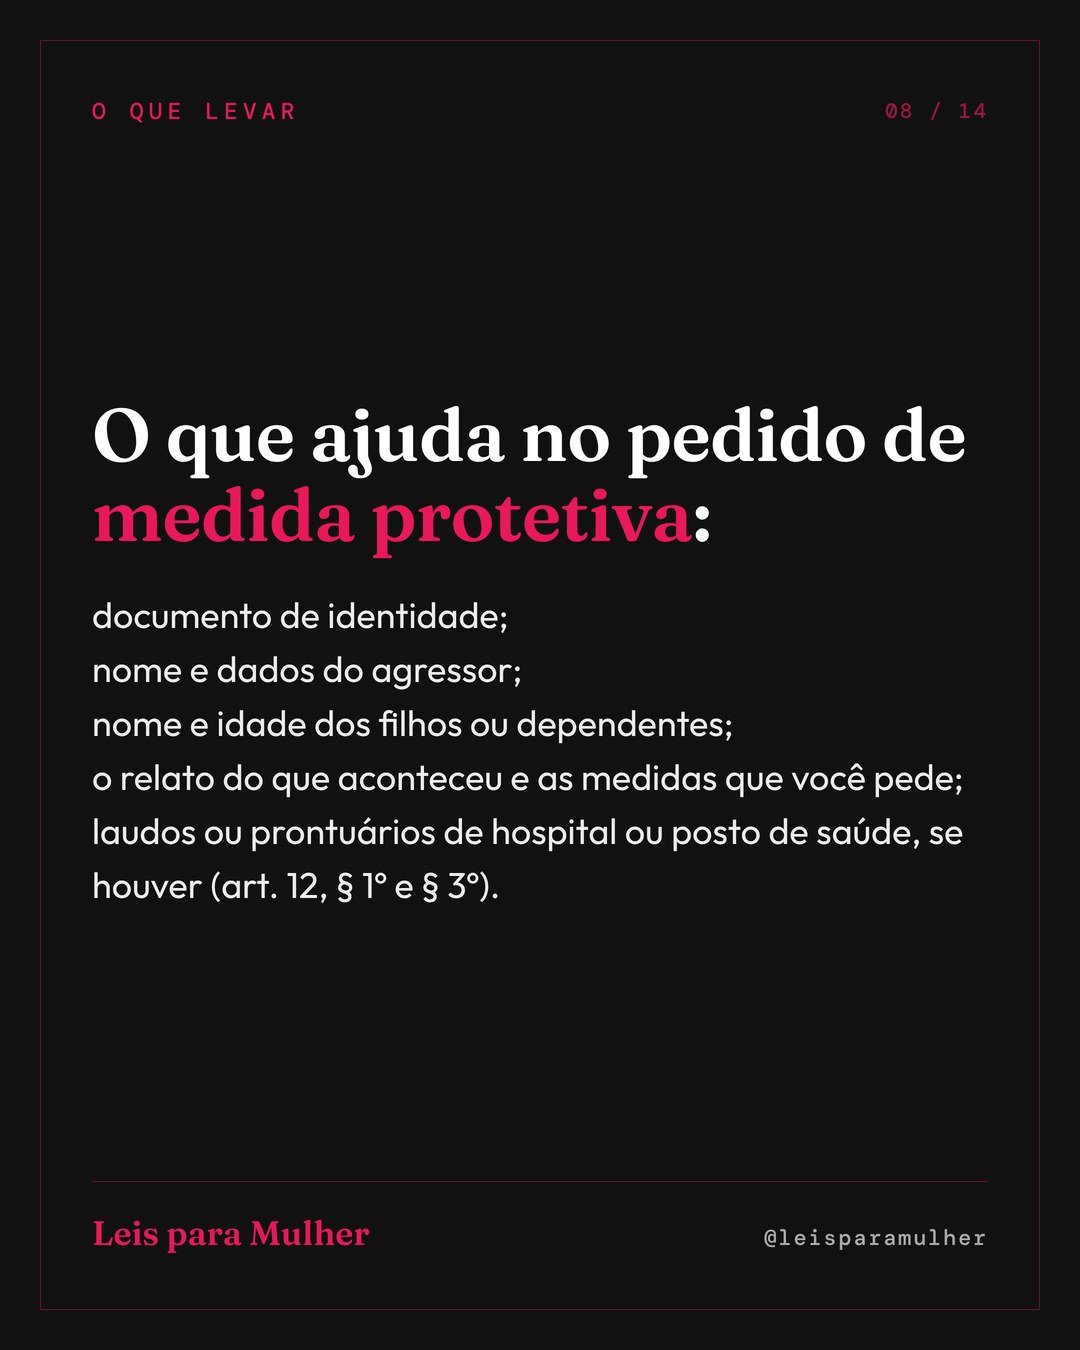 O QUE LEVAR
08 / 14
O que ajuda no pedido de
medida protetiva:
documento de identidade;
nome e dados do agressor;
nome e idade dos filhos ou dependentes;
o relato do que aconteceu e as medidas que você pede;
laudos ou prontuários de hospital ou posto de saúde, se
houver (art. 12, § 1º e § 3º).
Leis para Mulher
@leisparamulher